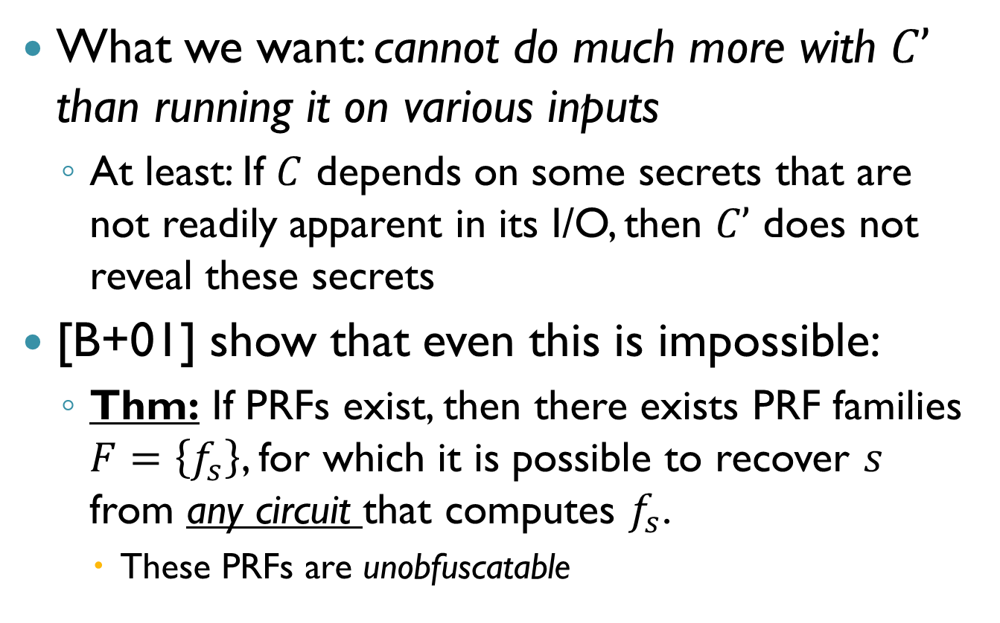 • What we want: cannot do much more with C’
than running it on various inputs
◦ At least: If C depends on some secrets that are
not readily apparent in its I/O, then C’ does not
reveal these secrets
• [B+01] show that even this is impossible:
◦ Thm: If PRFs exist, then there exists PRF families
F = {fₛ}, for which it is possible to recover s
from any circuit that computes fₛ.
• These PRFs are unobfuscatable